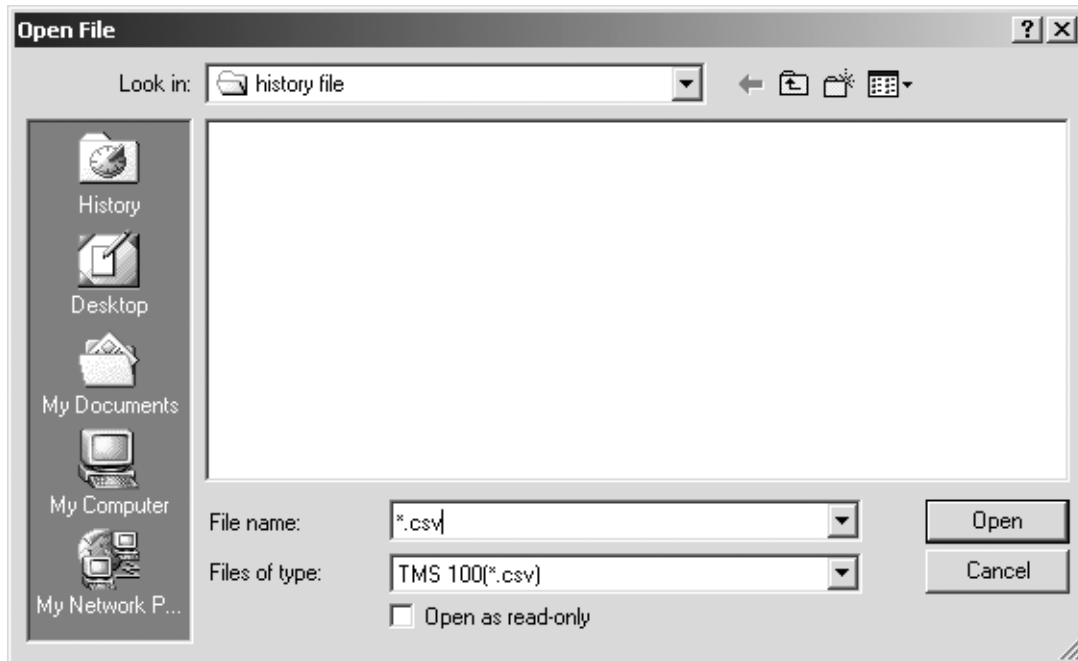 Open File
Look in:
history file
History
Desktop
My Documents
My Computer
My Network P...
File name:
*.csv
Open
Files of type:
TMS 100(*.csv)
Cancel
Open as read-only